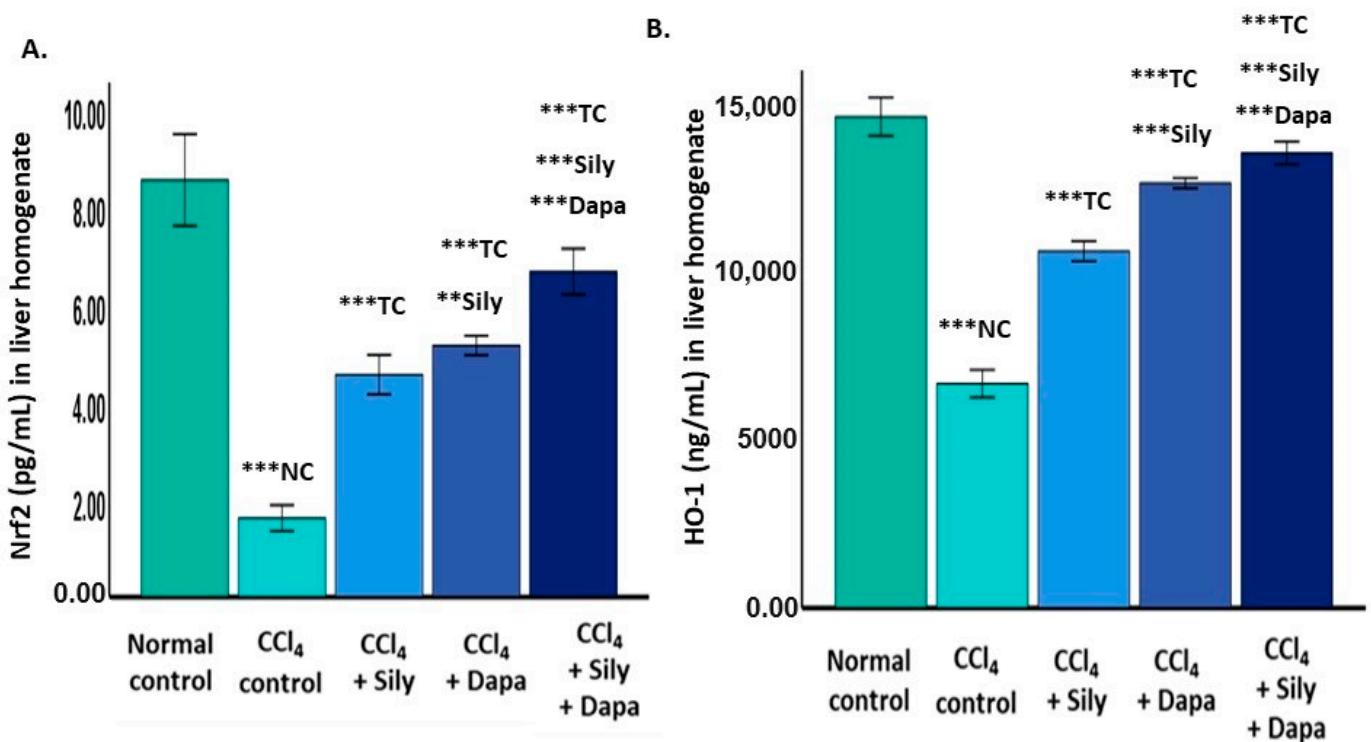 A.
Nrf2 (pg/mL) in liver homogenate
10.00
8.00
6.00
4.00
2.00
0.00
***NC
***TC
***TC
**Sily
***TC
***Sily
***Dapa
Normal
control
CCl₄
control
CCl₄
+ Sily
CCl₄
+ Dapa
CCl₄
+ Sily
+ Dapa
B.
HO-1 (ng/mL) in liver homogenate
15,000
10,000
5000
0.00
***NC
***TC
***TC
***Sily
***TC
***Sily
***Dapa
Normal
control
CCl₄
control
CCl₄
+ Sily
CCl₄
+ Dapa
CCl₄
+ Sily
+ Dapa